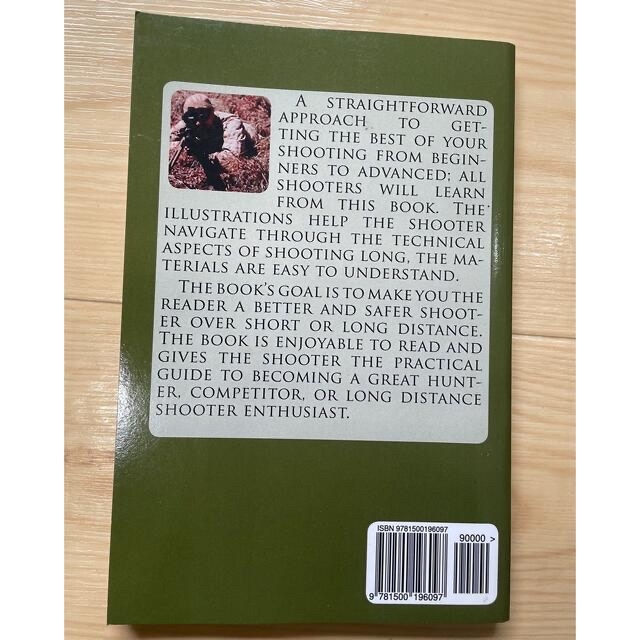 A STRAIGHTFORWARD
APPROACH TO GET-
TING THE BEST OF YOUR
SHOOTING FROM BEGIN-
NERS TO ADVANCED; ALL
SHOOTERS WILL LEARN
FROM THIS BOOK. THE
ILLUSTRATIONS HELP THE SHOOTER
NAVIGATE THROUGH THE TECHNICAL
ASPECTS OF SHOOTING LONG, THE MA-
TERIALS ARE EASY TO UNDERSTAND.
THE BOOK'S GOAL IS TO MAKE YOU THE
READER A BETTER AND SAFER SHOOT-
ER OVER SHORT OR LONG DISTANCE.
THE BOOK IS ENJOYABLE TO READ AND
GIVES THE SHOOTER THE PRACTICAL
GUIDE TO BECOMING A GREAT HUNT-
ER, COMPETITOR, OR LONG DISTANCE
SHOOTER ENTHUSIAST.
ISBN 9781500196097
90000 >
9 781500 196097